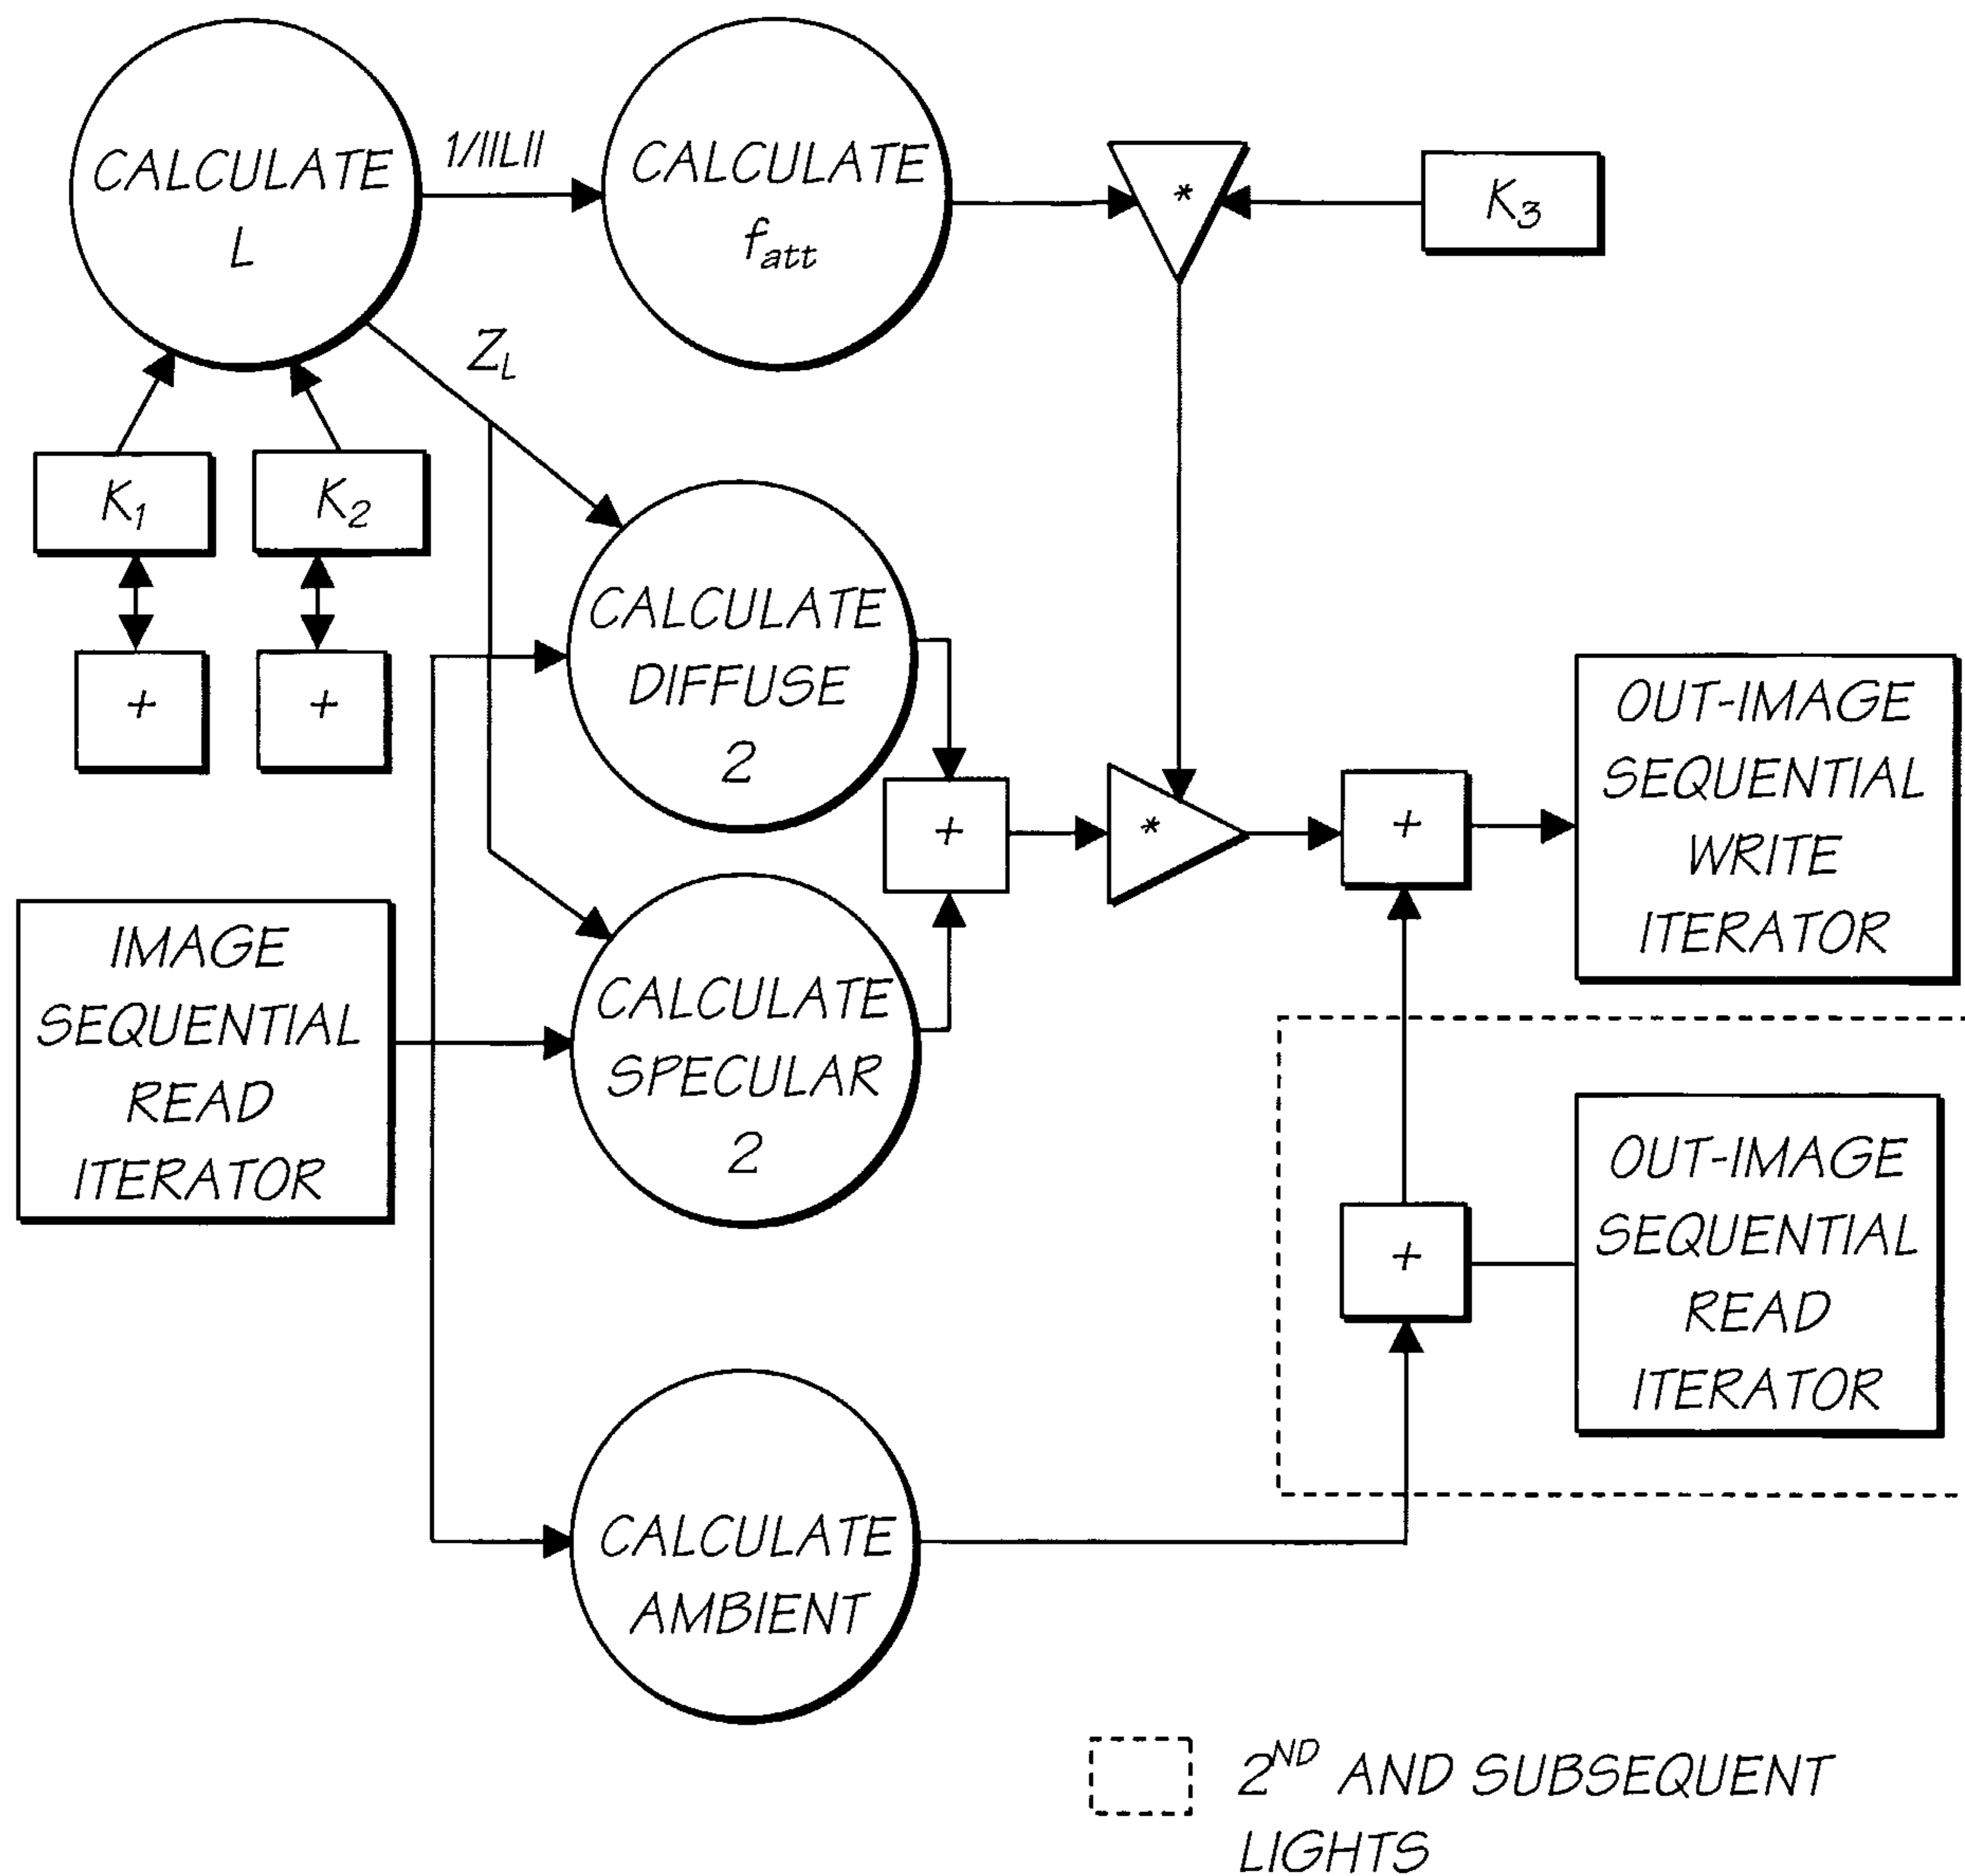 CALCULATE
L
1/||L||
CALCULATE
f_att
*
K_3
Z_L
K_1
K_2
+
+
CALCULATE
DIFFUSE
2
+
*
+
OUT-IMAGE
SEQUENTIAL
WRITE
ITERATOR
IMAGE
SEQUENTIAL
READ
ITERATOR
CALCULATE
SPECULAR
2
+
OUT-IMAGE
SEQUENTIAL
READ
ITERATOR
CALCULATE
AMBIENT
2^ND AND SUBSEQUENT
LIGHTS